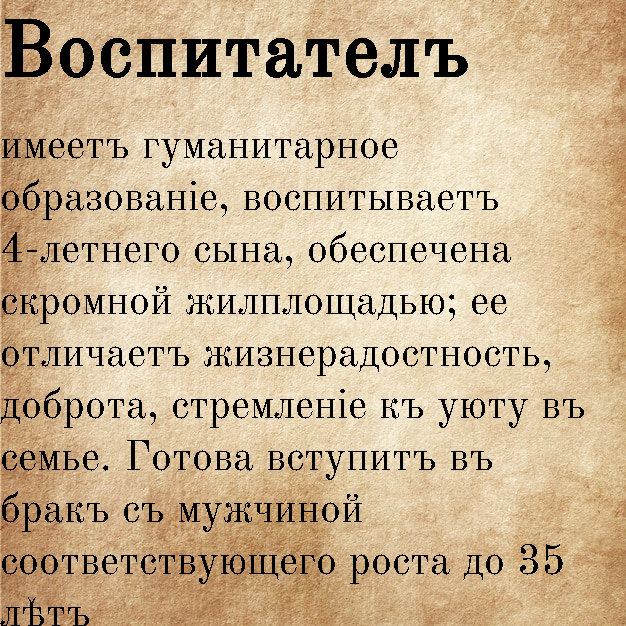 Воспитателъ
имеетъ гуманитарное
образованіе, воспитываетъ
4-летнего сына, обеспечена
скромной жилплощадью; ее
отличаетъ жизнерадостность,
доброта, стремленіе къ уюту въ
семье. Готова вступитъ въ
бракъ съ мужчиной
соответствующего роста до 35
лѣтъ